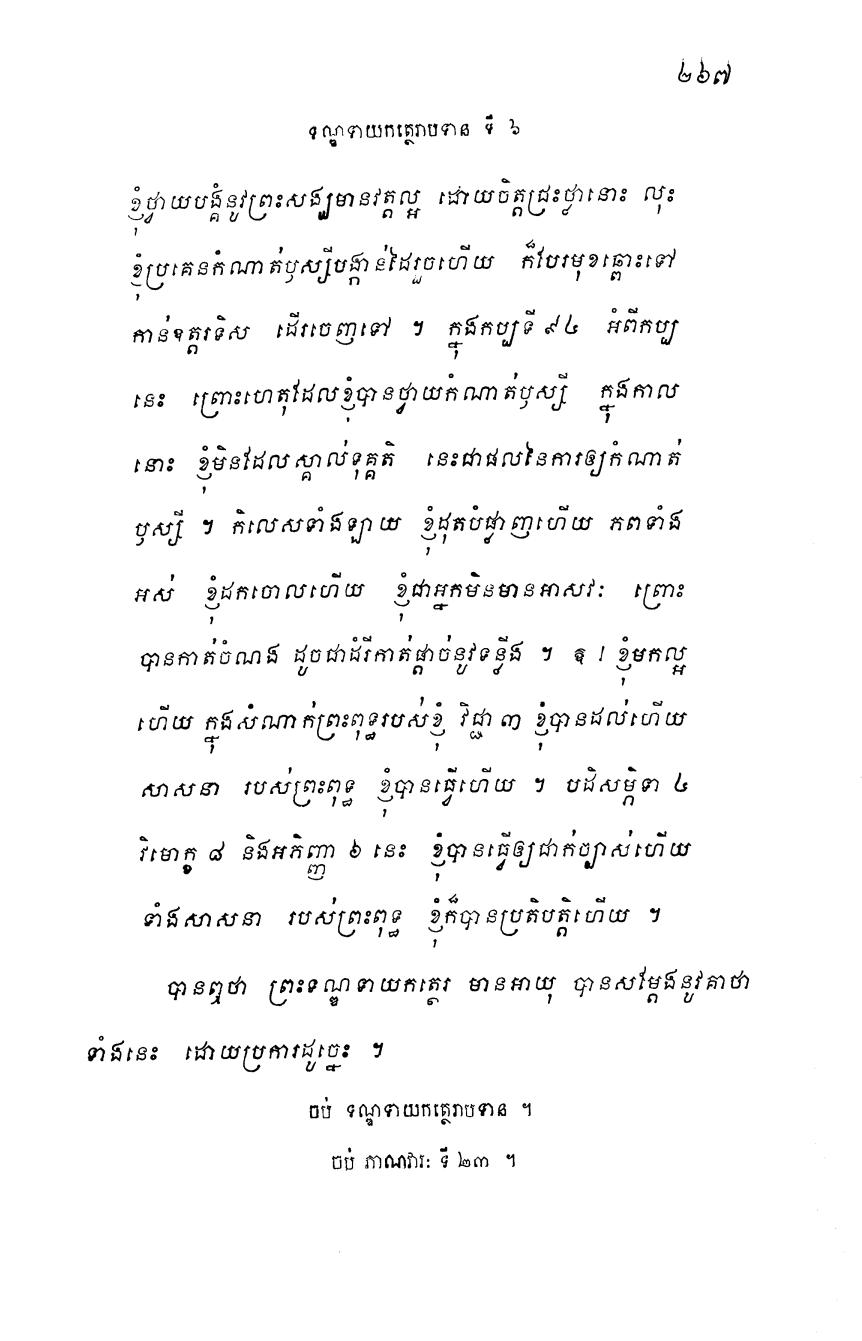 ២៦៧
ទណ្ឌទាយកត្ថេរាបទាន ទី ៦
ខ្ញុំថ្វាយបង្គំនូវព្រះសង្ឃមានវត្តល្អ ដោយចិត្តជ្រះថ្លានោះ លុះ
ខ្ញុំប្រគេនកំណាត់ឫស្សីបង្កាន់ដៃរួចហើយ ក៏បែរមុខឆ្ពោះទៅ
កាន់ឧត្តរទិស ដើរចេញទៅ ។ ក្នុងកប្បទី ៩៤ អំពីកប្ប
នេះ ព្រោះហេតុដែលខ្ញុំបានថ្វាយកំណាត់ឫស្សី ក្នុងកាល
នោះ ខ្ញុំមិនដែលស្គាល់ទុគ្គតិ នេះជាផលនៃការឲ្យកំណាត់
ឫស្សី ។ កិលេសទាំងឡាយ ខ្ញុំដុតបំផ្លាញហើយ ភពទាំង
អស់ ខ្ញុំដកចោលហើយ ខ្ញុំជាអ្នកមិនមានអាសវៈ ព្រោះ
បានកាត់ចំណង ដូចជាដំរីកាត់ផ្តាច់នូវទន្លីង ។ ឱ ! ខ្ញុំមកល្អ
ហើយ ក្នុងសំណាក់ព្រះពុទ្ធរបស់ខ្ញុំ វិជ្ជា ៣ ខ្ញុំបានដល់ហើយ
សាសនា របស់ព្រះពុទ្ធ ខ្ញុំបានធ្វើហើយ ។ បដិសម្ភិទា ៤
វិមោក្ខ ៨ និងអភិញ្ញា ៦ នេះ ខ្ញុំបានធ្វើឲ្យជាក់ច្បាស់ហើយ
ទាំងសាសនា របស់ព្រះពុទ្ធ ខ្ញុំក៏បានប្រតិបត្តិហើយ ។
បានឮថា ព្រះទណ្ឌទាយកត្ថេរ មានអាយុ បានសម្តែងនូវគាថា
ទាំងនេះ ដោយប្រការដូច្នេះ ។
ចប់ ទណ្ឌទាយកត្ថេរាបទាន ។
ចប់ ភាណវារៈ ទី ២៣ ។